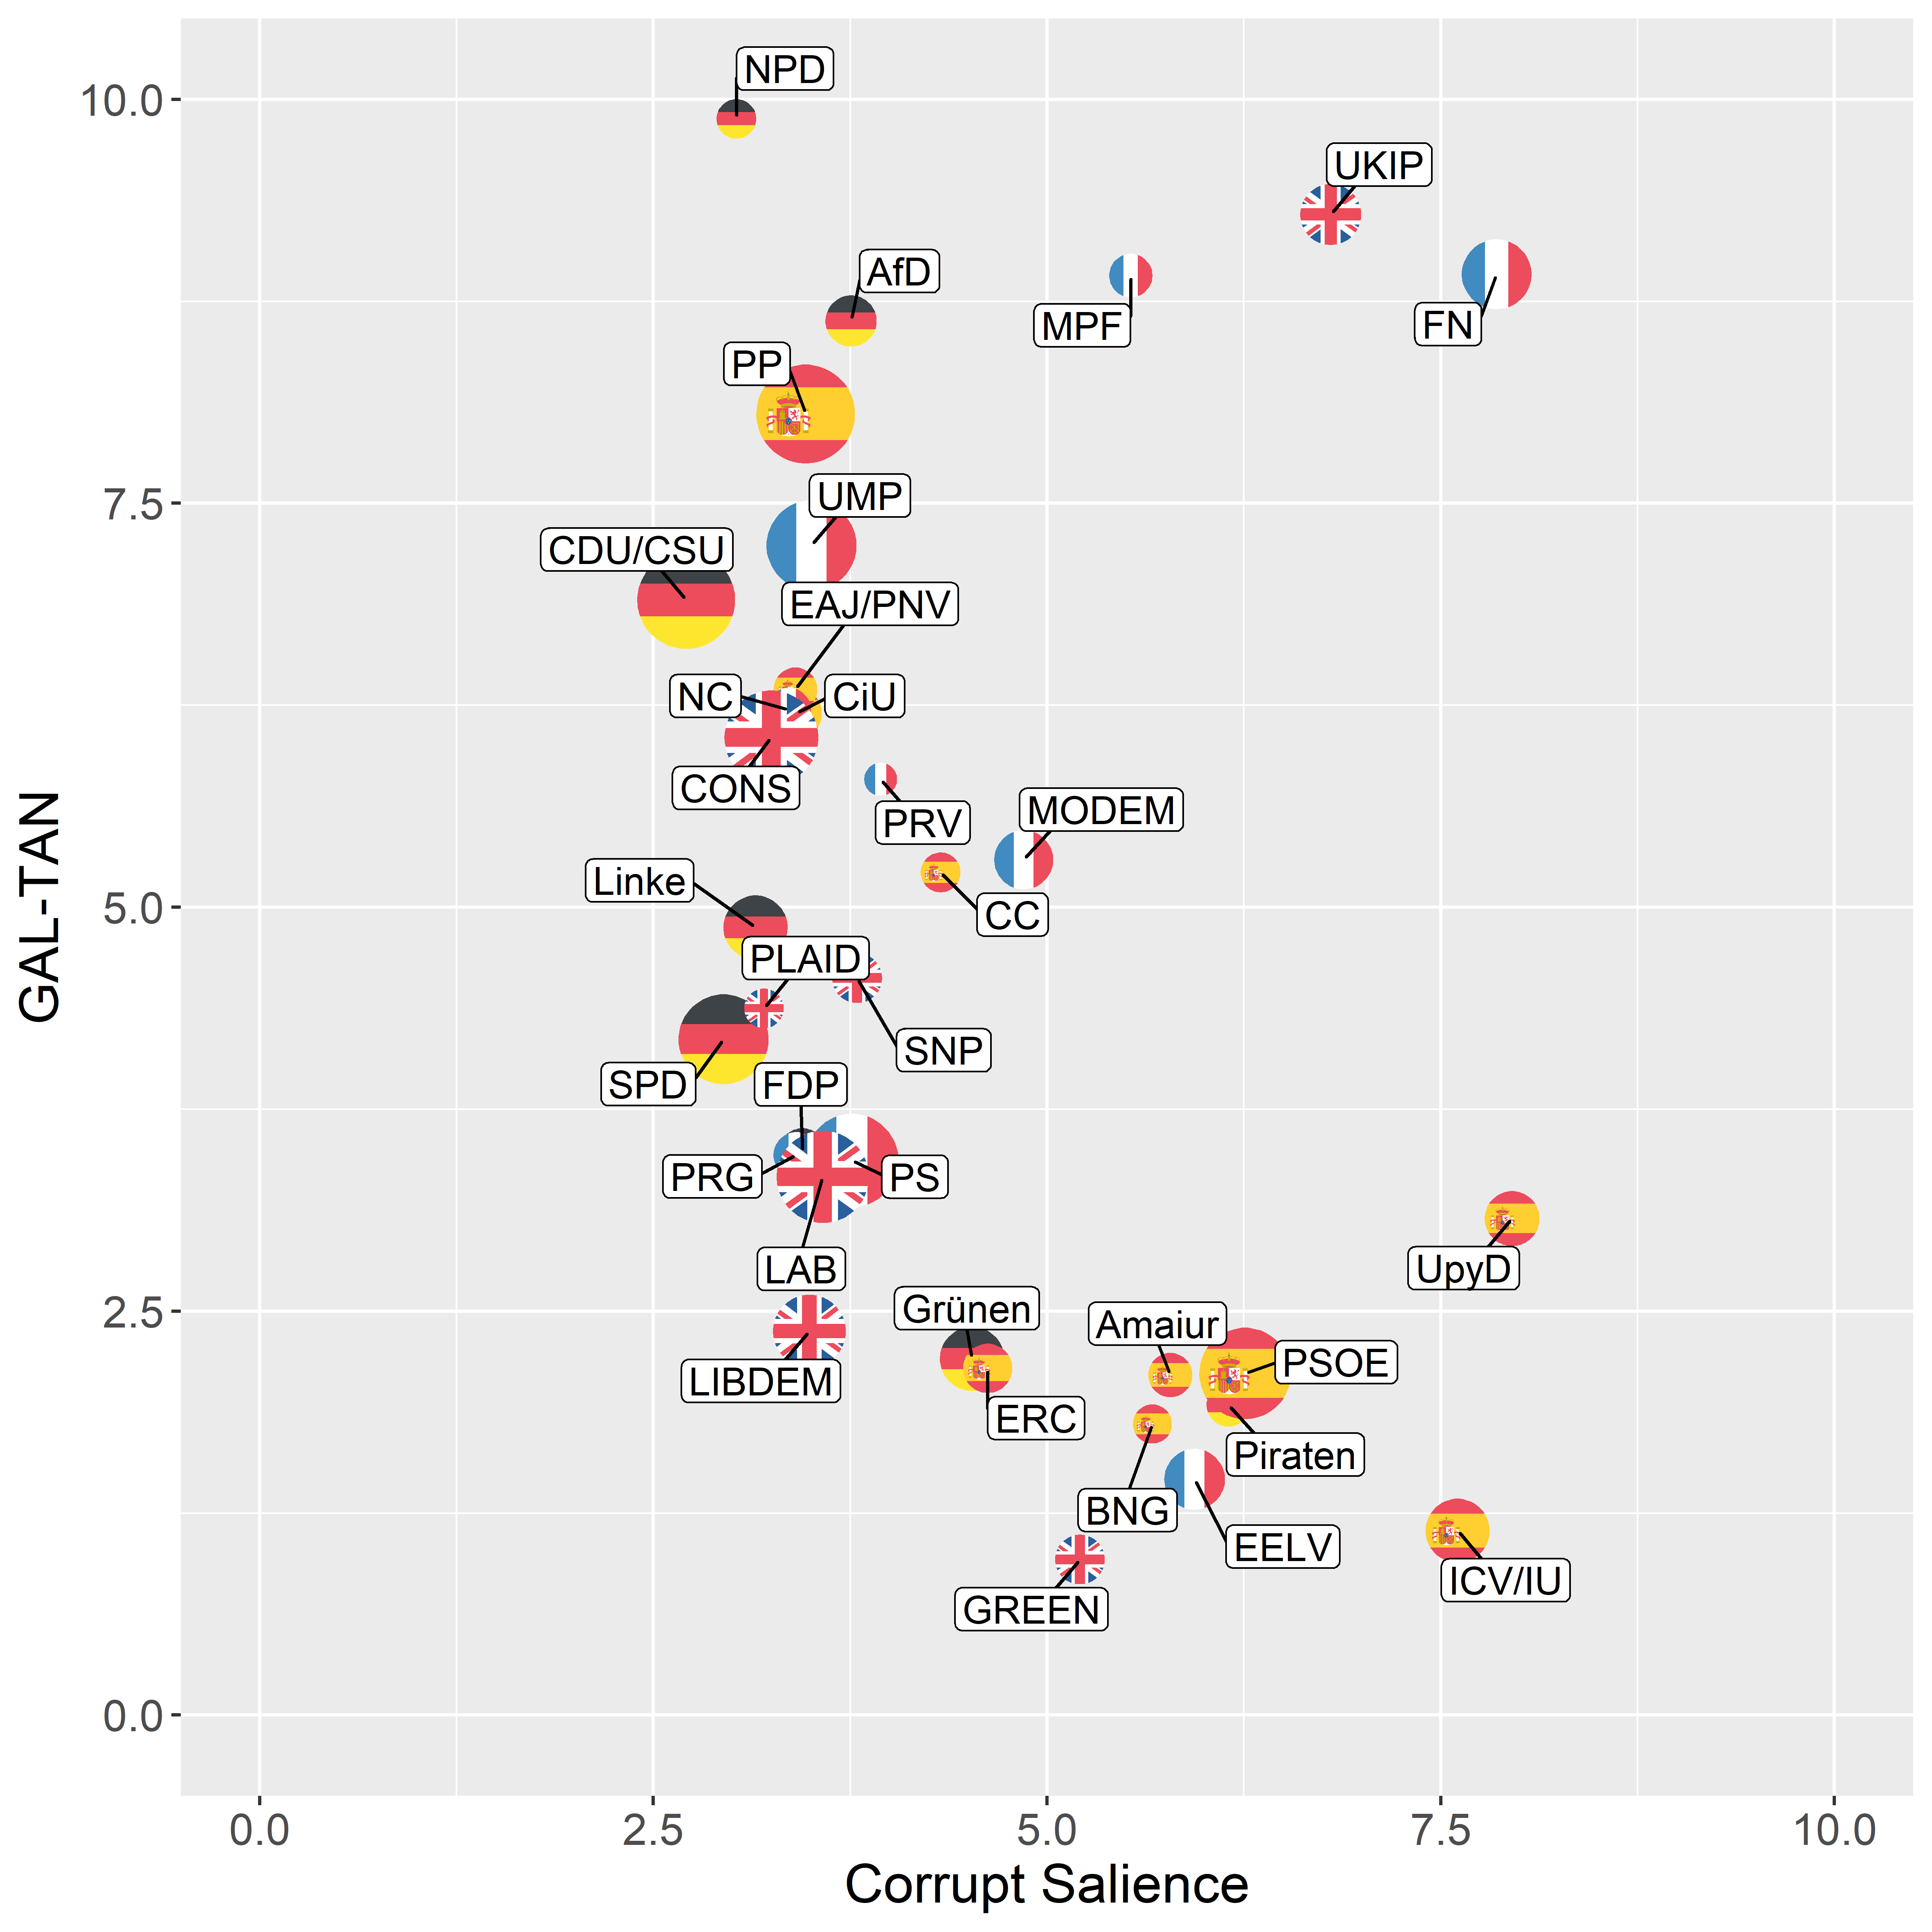 NPD
10.0
UKIP
AfD
MPF
FN
PP
UMP
7.5
CDU/CSU
EAJ/PNV
NC
CiU
CONS
PRV
MODEM
Linke
CC
5.0
GAL-TAN
PLAID
SNP
SPD
FDP
PRG
PS
LAB
UpyD
Grünen
2.5
Amaiur
PSOE
LIBDEM
ERC
Piraten
BNG
EELV
ICV/IU
GREEN
0.0
0.0
2.5
5.0
7.5
10.0
Corrupt Salience